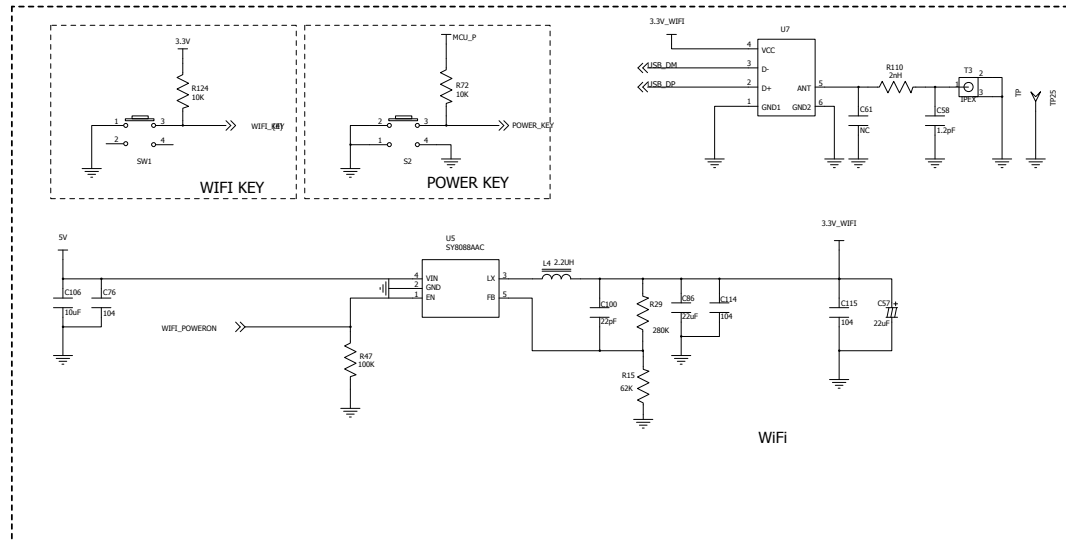 3.3V
R124
10K
1
3
WIFI_KEY
2
4
SW1
WIFI KEY
MCU_P
R72
10K
2
3
POWER_KEY
1
4
S2
POWER KEY
3.3V_WIFI
U7
4
VCC
USB_DM
3
D-
USB_DP
2
D+
ANT
5
1
GND1
GND2
6
R110
2nH
C61
NC
C58
1.2pF
T3
1
2
3
IPEX
TP
TP25
5V
C106
10uF
C76
104
WIFI_POWERON
R47
100K
U5
SY8088AAC
4
VIN
LX
3
2
GND
1
EN
FB
5
L4 2.2UH
C100
22pF
R29
280K
C86
22uF
C114
104
R15
62K
3.3V_WIFI
C115
104
C57
+
22uF
WiFi